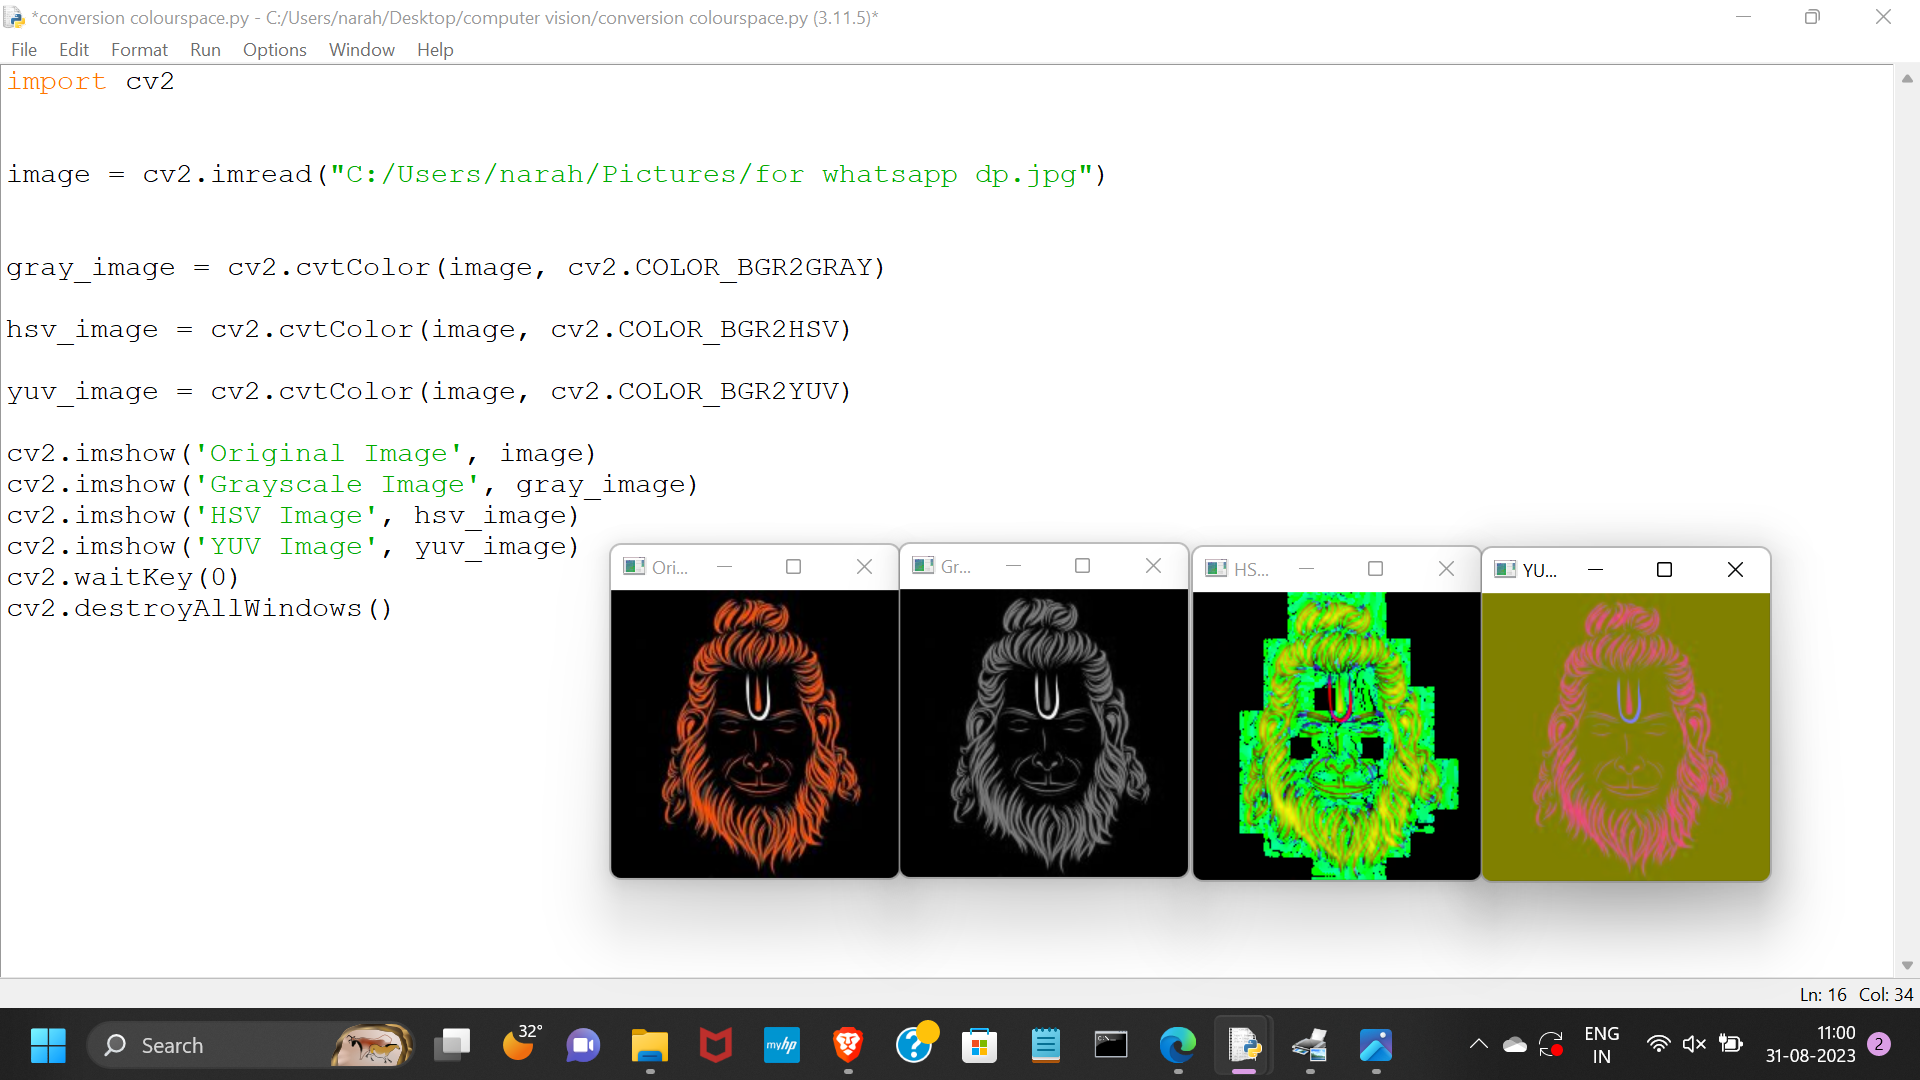 *conversion colourspace.py - C:/Users/narah/Desktop/computer vision/conversion colourspace.py (3.11.5)*
File Edit Format Run Options Window Help
import cv2
image = cv2.imread("C:/Users/narah/Pictures/for whatsapp dp.jpg")
gray_image = cv2.cvtColor(image, cv2.COLOR_BGR2GRAY)
hsv_image = cv2.cvtColor(image, cv2.COLOR_BGR2HSV)
yuv_image = cv2.cvtColor(image, cv2.COLOR_BGR2YUV)
cv2.imshow('Original Image', image)
cv2.imshow('Grayscale Image', gray_image)
cv2.imshow('HSV Image', hsv_image)
cv2.imshow('YUV Image', yuv_image)
cv2.waitKey(0)
cv2.destroyAllWindows()
Ori...
Gr...
HS...
YU...
Ln: 16 Col: 34
Search
32°
myhp
C:\
ENG
IN
11:00
31-08-2023
2